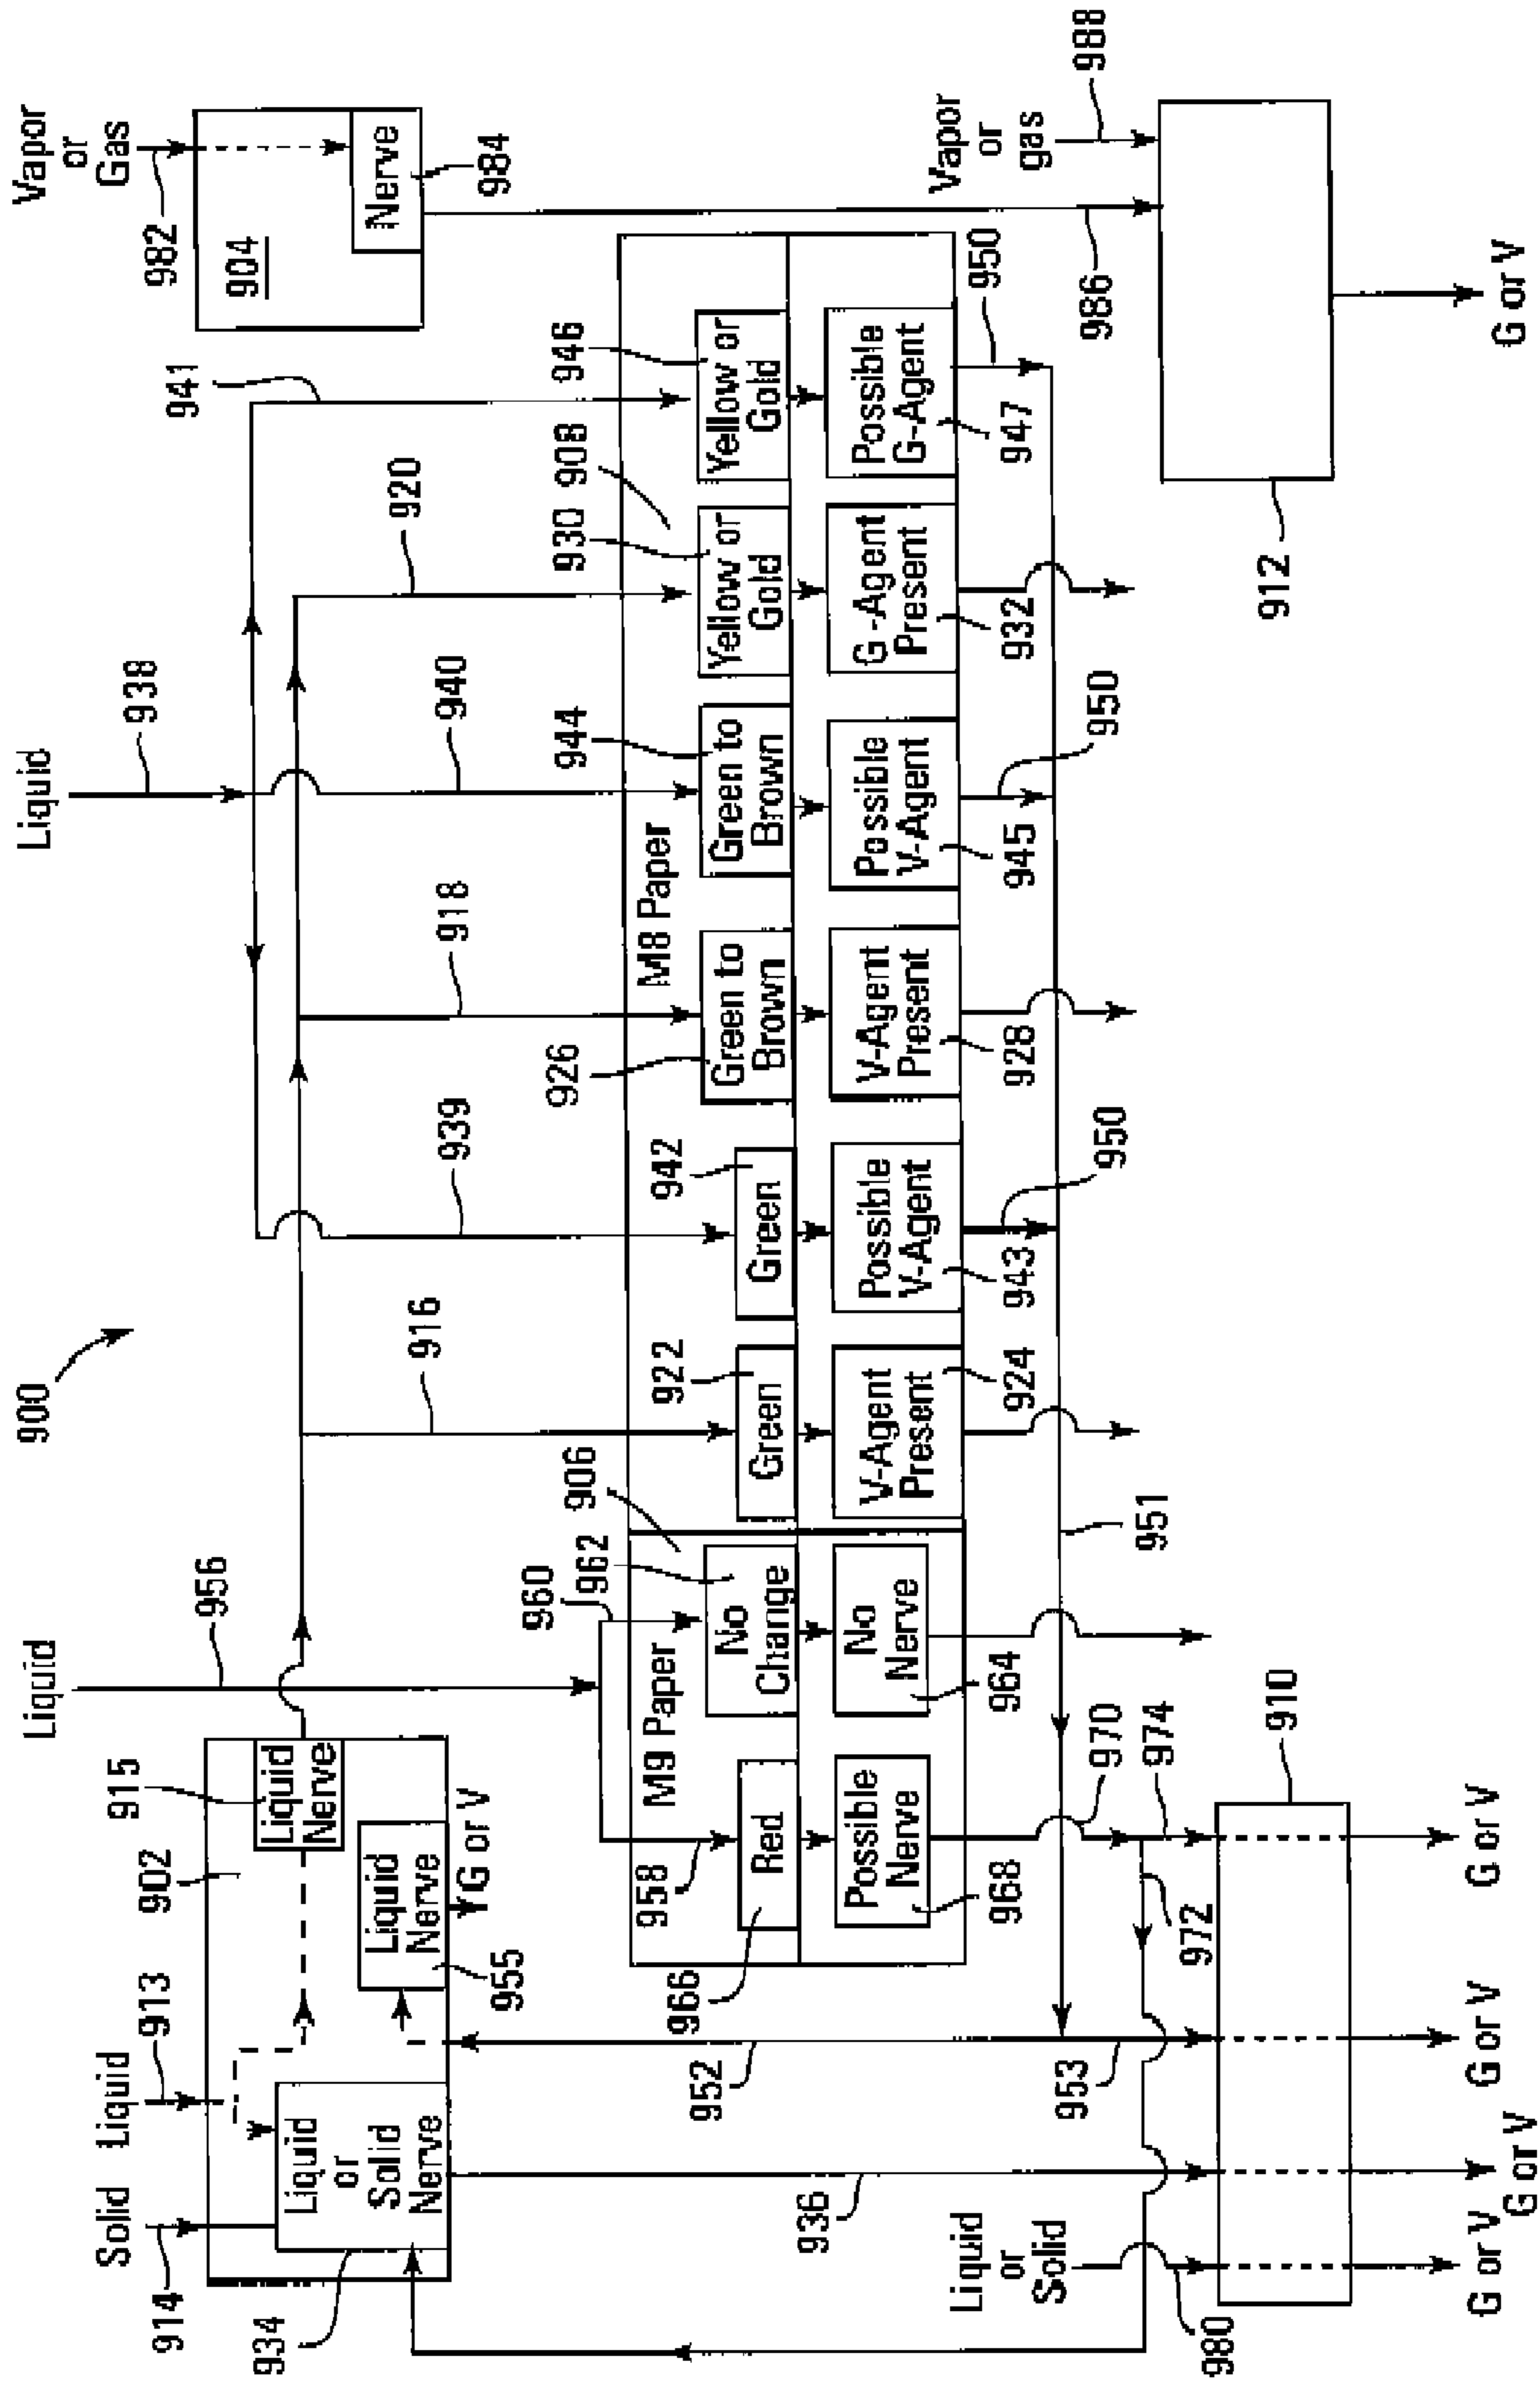 900
Solid
Liquid
914
913
902
915
Liquid
Nerve
934
Liquid
or
Solid
Nerve
Liquid
Nerve
955
G or V
Liquid
956
Liquid
938
941
Vapor
or
Gas
982
904
Nerve
984
916
939
918
940
920
958
960
962
906
922
942
926
944
930
908
946
M9 Paper
M8 Paper
966
Red
No
Change
Green
Green
Green to
Brown
Green to
Brown
Yellow or
Gold
Yellow or
Gold
Possible
Nerve
No
Nerve
V-Agent
Present
Possible
V-Agent
V-Agent
Present
Possible
V-Agent
G-Agent
Present
Possible
G-Agent
968
964
924
943
928
945
932
947
952
936
953
972
970
974
951
950
950
950
986
Vapor
or
gas
988
Liquid
or
Solid
980
910
912
G or V
G or V
G or V
G or V
G or V